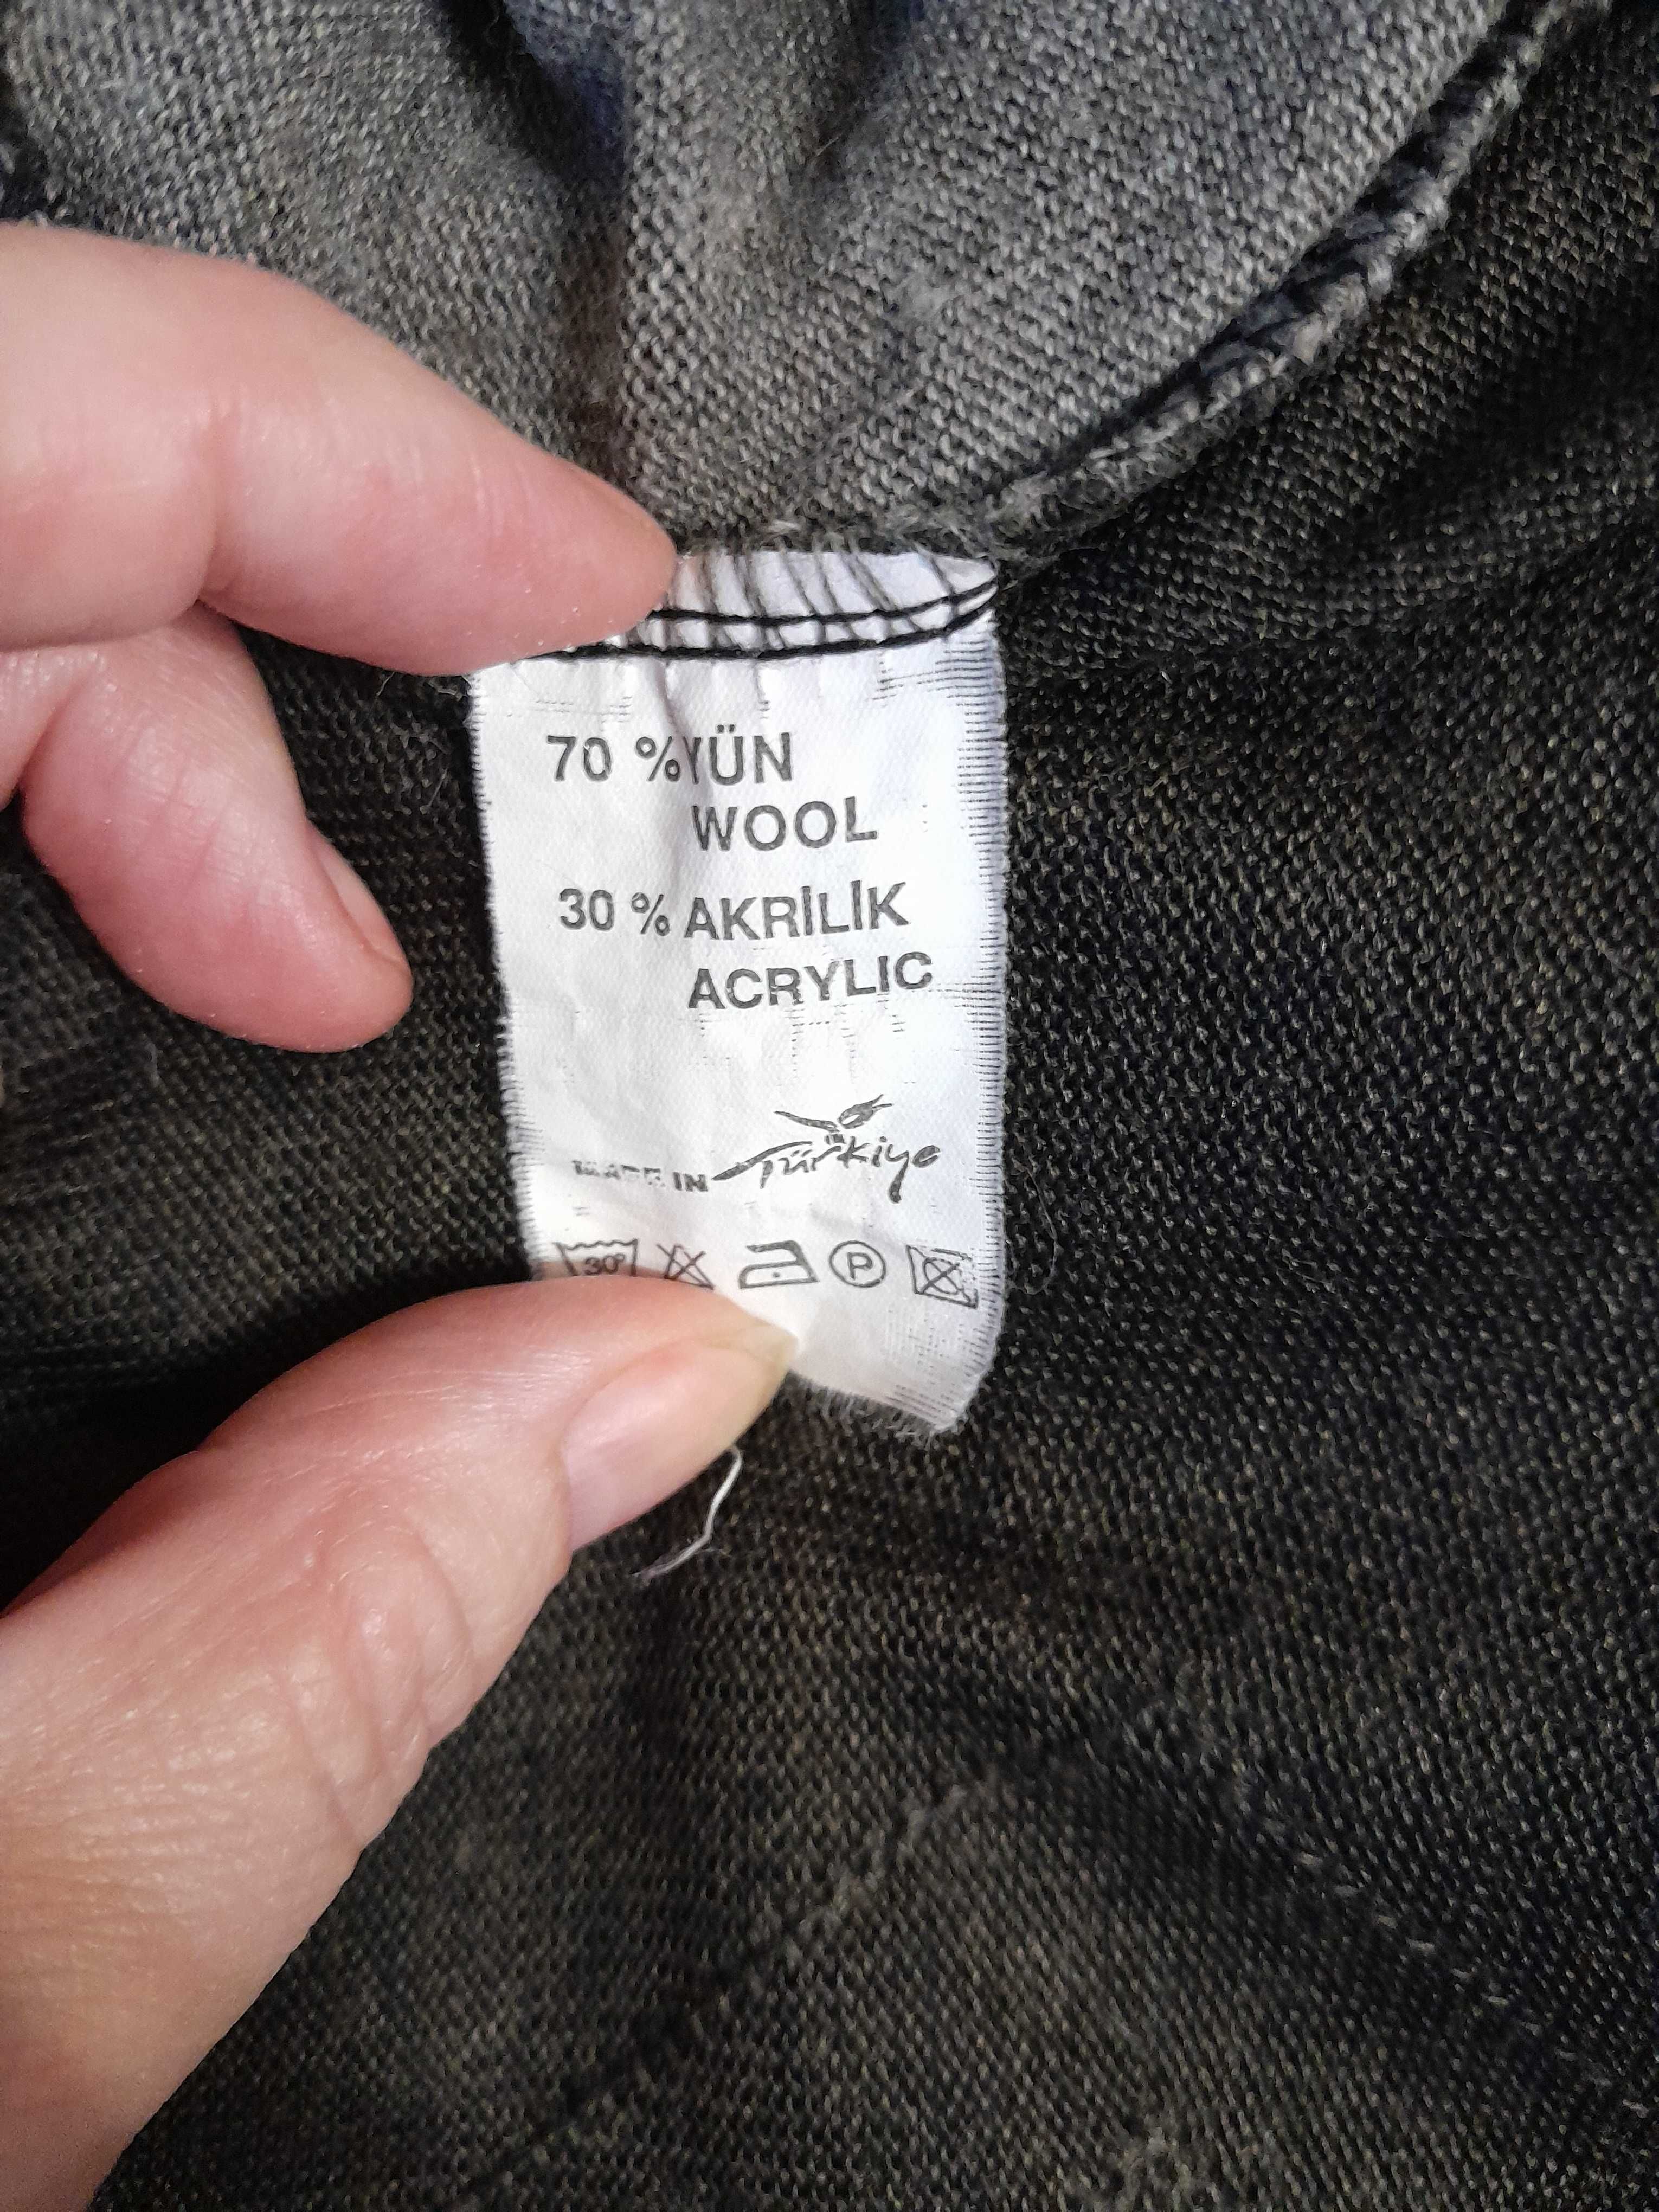 70 % YÜN
WOOL
30 % AKRİLİK
ACRYLIC
MADE IN Türkiye
30° P